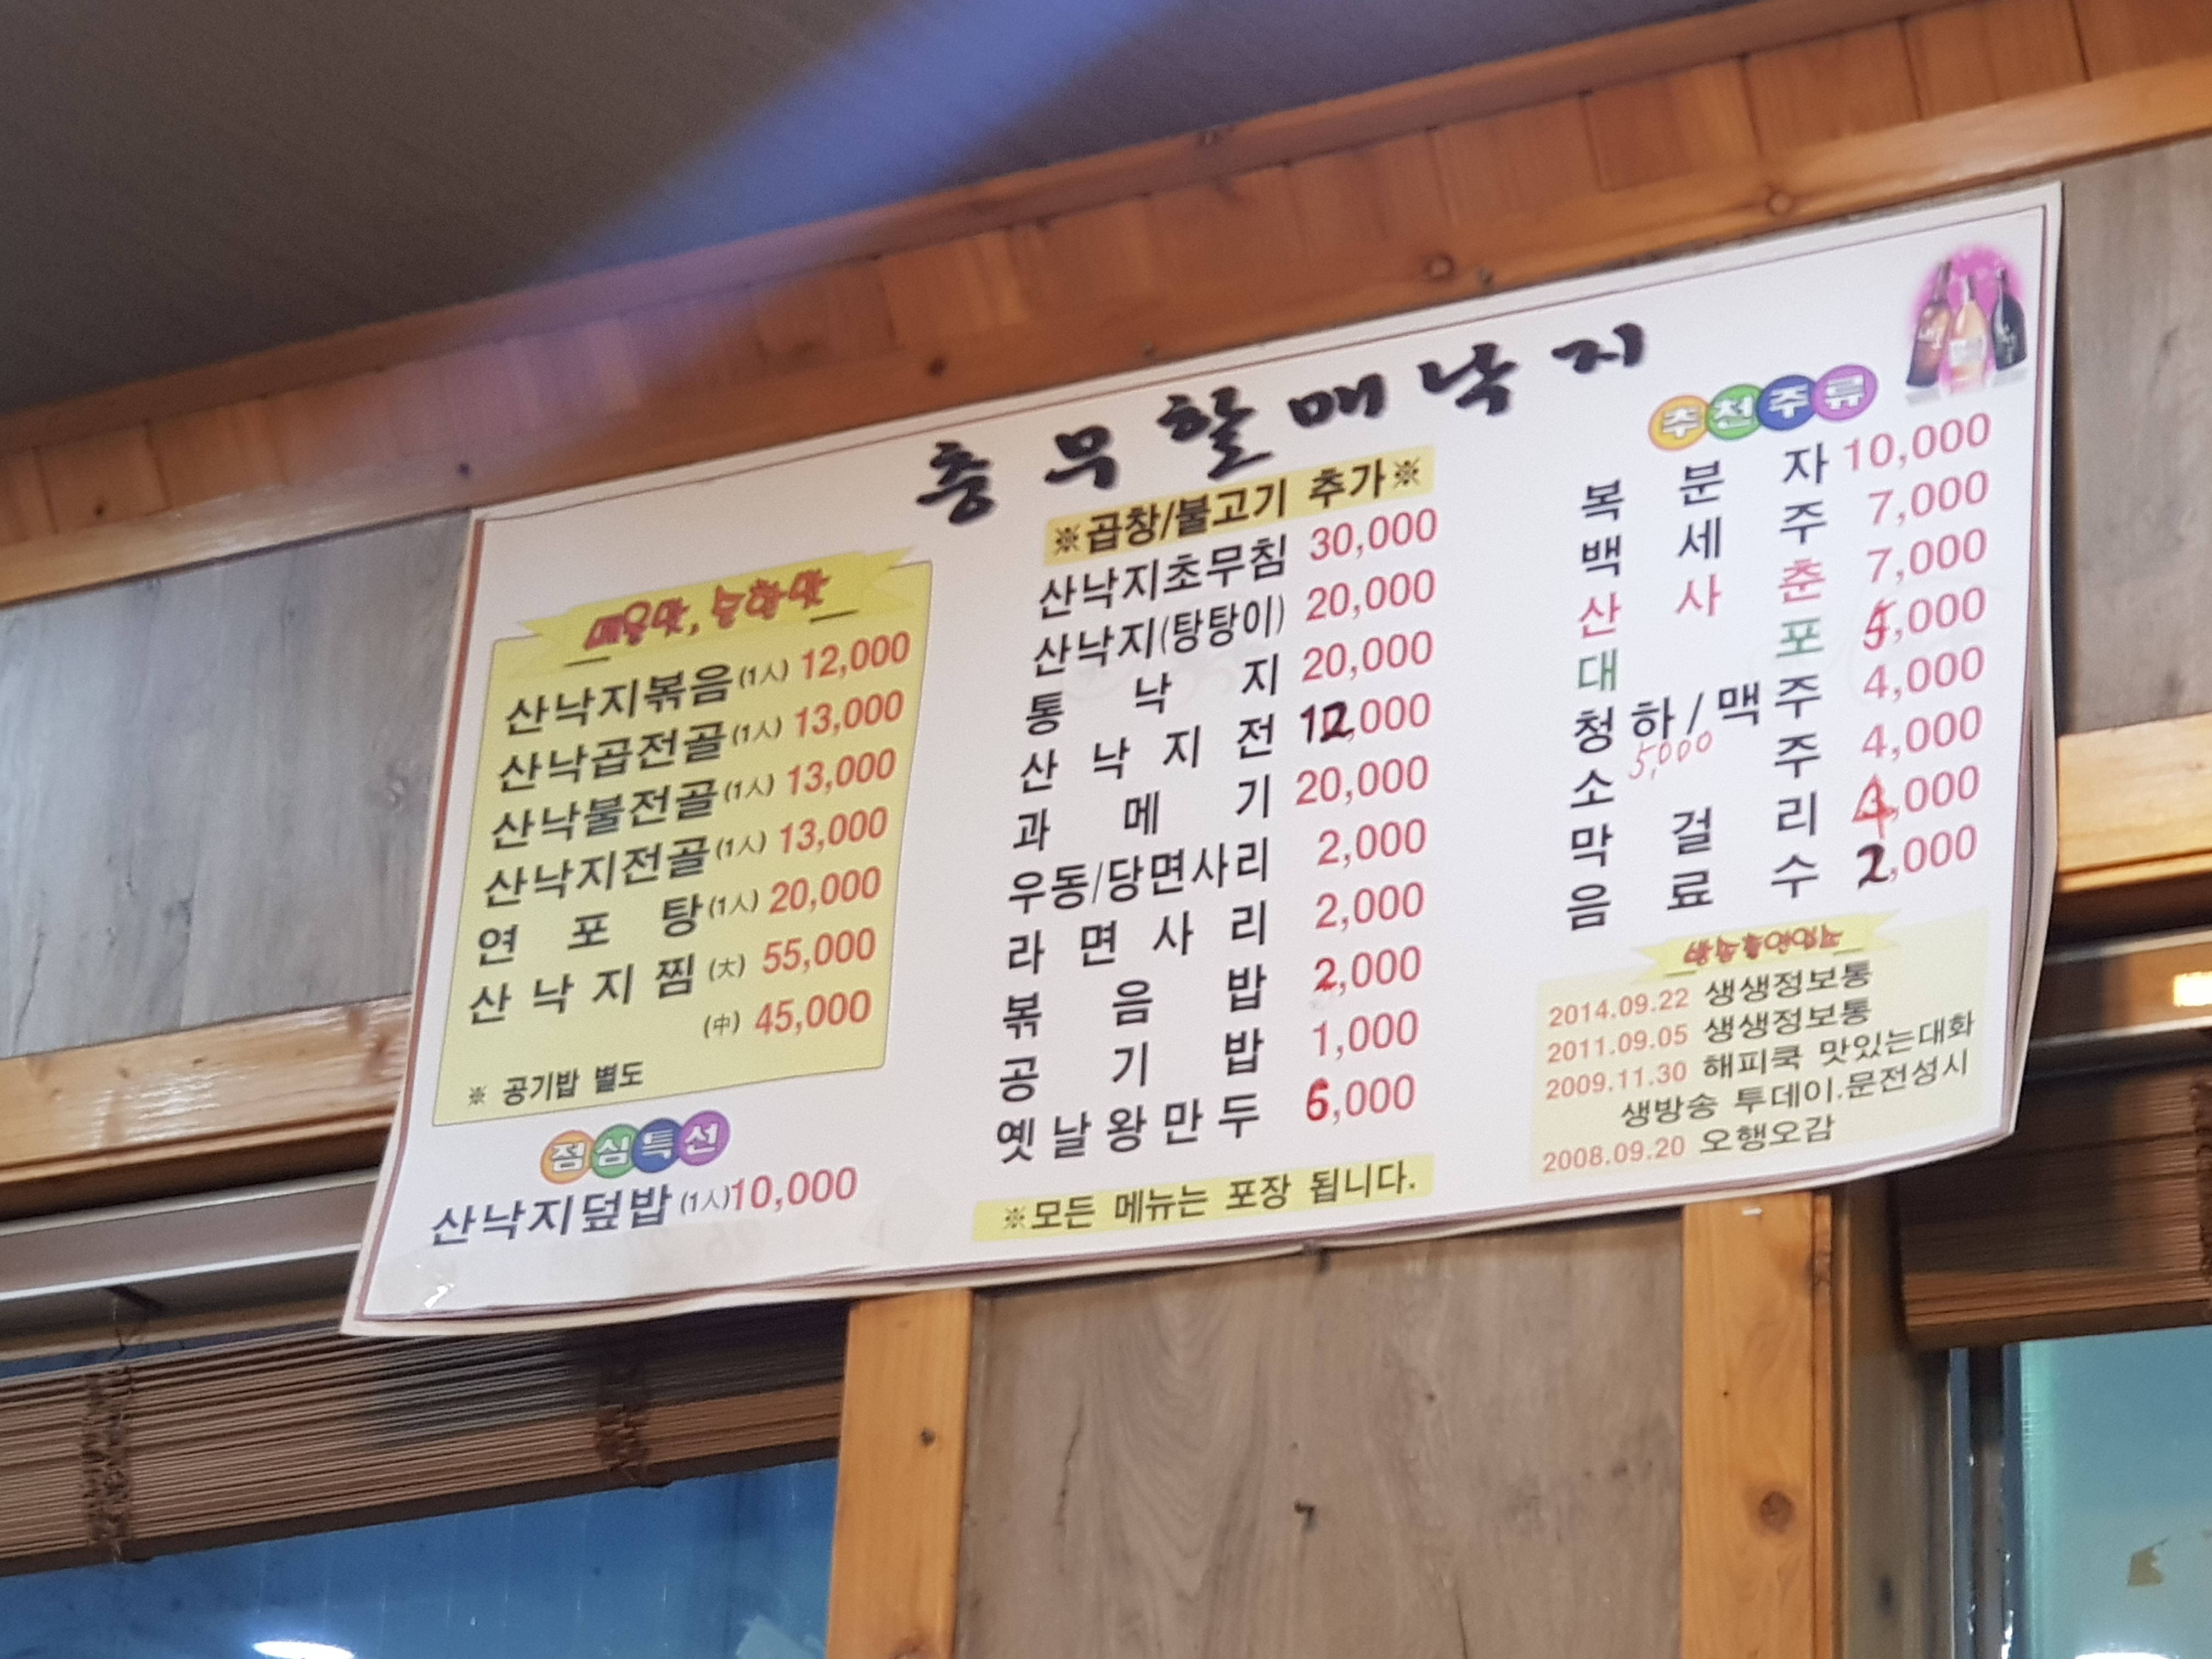 충무할매낙지
매운맛, 순한맛
산낙지볶음(1人) 12,000
산낙곱전골(1人) 13,000
산낙불전골(1人) 13,000
산낙지전골(1人) 13,000
연포탕(1人) 20,000
산낙지찜(大) 55,000
(中) 45,000
※ 공기밥 별도
점심특선
산낙지덮밥(1人)10,000
※곱창/불고기 추가※
산낙지초무침 30,000
산낙지(탕탕이) 20,000
통낙지 20,000
산낙지전 12,000
과메기 20,000
우동/당면사리 2,000
라면사리 2,000
볶음밥 2,000
공기밥 1,000
옛날왕만두 6,000
※모든 메뉴는 포장 됩니다.
추천주류
복분자 10,000
백세주 7,000
산사춘 7,000
대포 5,000
청하/맥주 4,000
5,000
소주 4,000
막걸리 4,000
음료수 2,000
2014.09.22 생생정보통
2011.09.05 생생정보통
2009.11.30 해피쿡 맛있는대화
생방송 투데이.문전성시
2008.09.20 오행오감